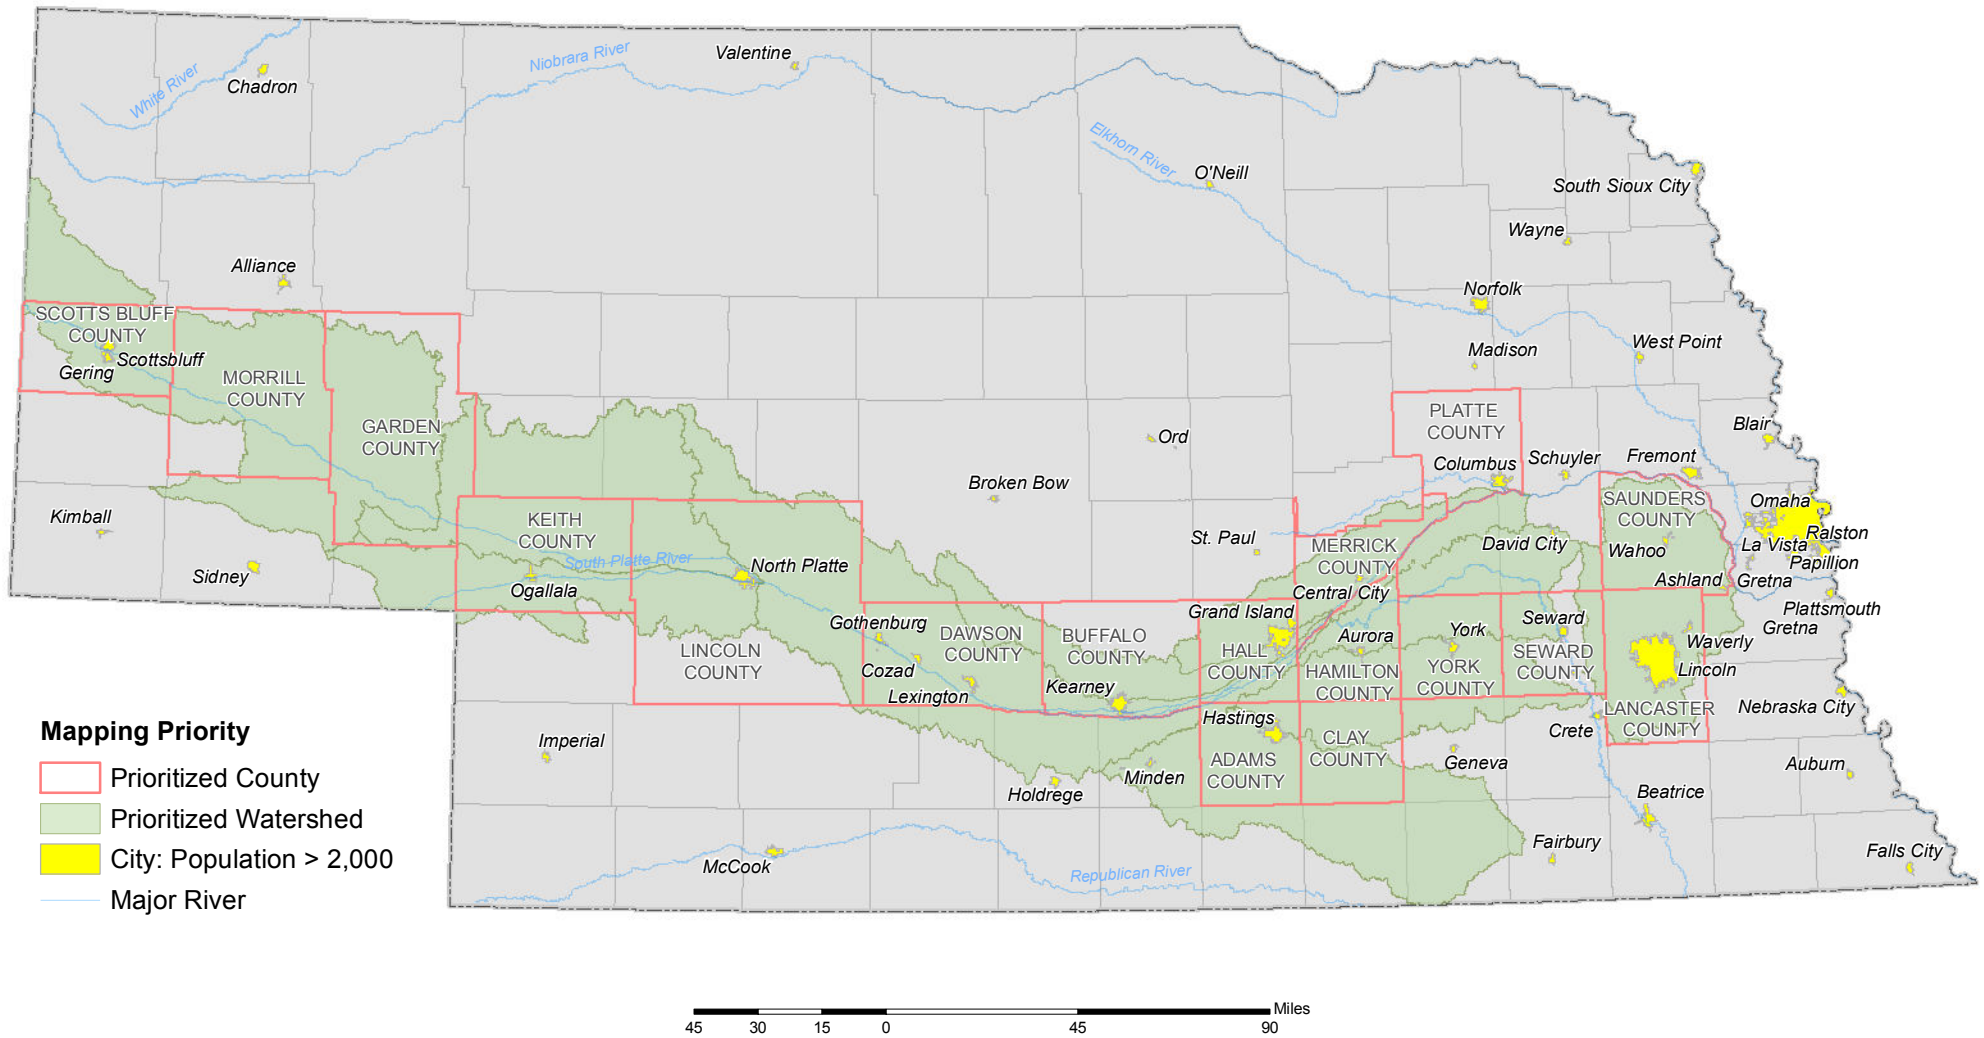 Valentine
Niobrara River
White River
Chadron
Elkhorn River
O'Neill
South Sioux City
Wayne
Alliance
Norfolk
SCOTTS BLUFF
COUNTY
Scottsbluff
Gering
Madison
West Point
MORRILL
COUNTY
GARDEN
COUNTY
PLATTE
COUNTY
Blair
Ord
Columbus
Schuyler
Fremont
Broken Bow
SAUNDERS
COUNTY
Omaha
Kimball
KEITH
COUNTY
St. Paul
MERRICK
COUNTY
David City
Wahoo
La Vista
Ralston
Papillion
South Platte River
North Platte
Sidney
Ogallala
Central City
Ashland
Gretna
Plattsmouth
Gretna
Grand Island
Gothenburg
DAWSON
COUNTY
BUFFALO
COUNTY
Aurora
York
Seward
Waverly
LINCOLN
COUNTY
Cozad
Lexington
Kearney
HALL
COUNTY
HAMILTON
COUNTY
YORK
COUNTY
SEWARD
COUNTY
Lincoln
LANCASTER
COUNTY
Nebraska City
Hastings
Crete
Imperial
ADAMS
COUNTY
CLAY
COUNTY
Geneva
Auburn
Minden
Holdrege
Beatrice
Fairbury
Falls City
McCook
Republican River
Mapping Priority
Prioritized County
Prioritized Watershed
City: Population > 2,000
Major River
Miles
45 30 15 0 45 90